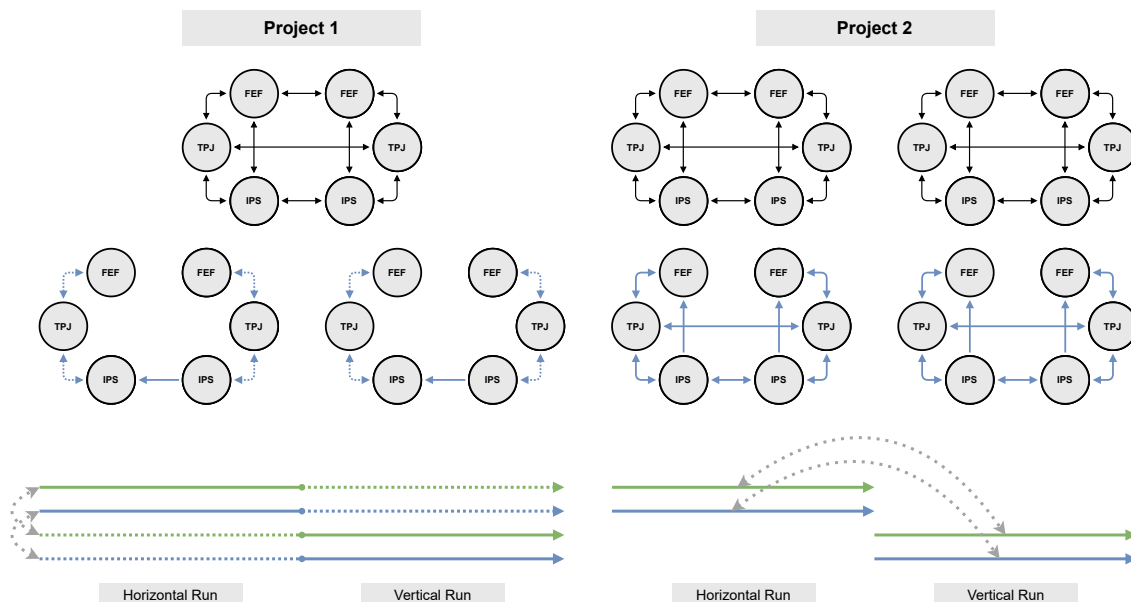 Project 1
Project 2
FEF FEF FEF FEF FEF FEF
TPJ TPJ TPJ TPJ TPJ TPJ
IPS IPS IPS IPS IPS IPS
FEF FEF FEF FEF FEF FEF FEF FEF
TPJ TPJ TPJ TPJ TPJ TPJ TPJ TPJ
IPS IPS IPS IPS IPS IPS IPS IPS
Horizontal Run
Vertical Run
Horizontal Run
Vertical Run